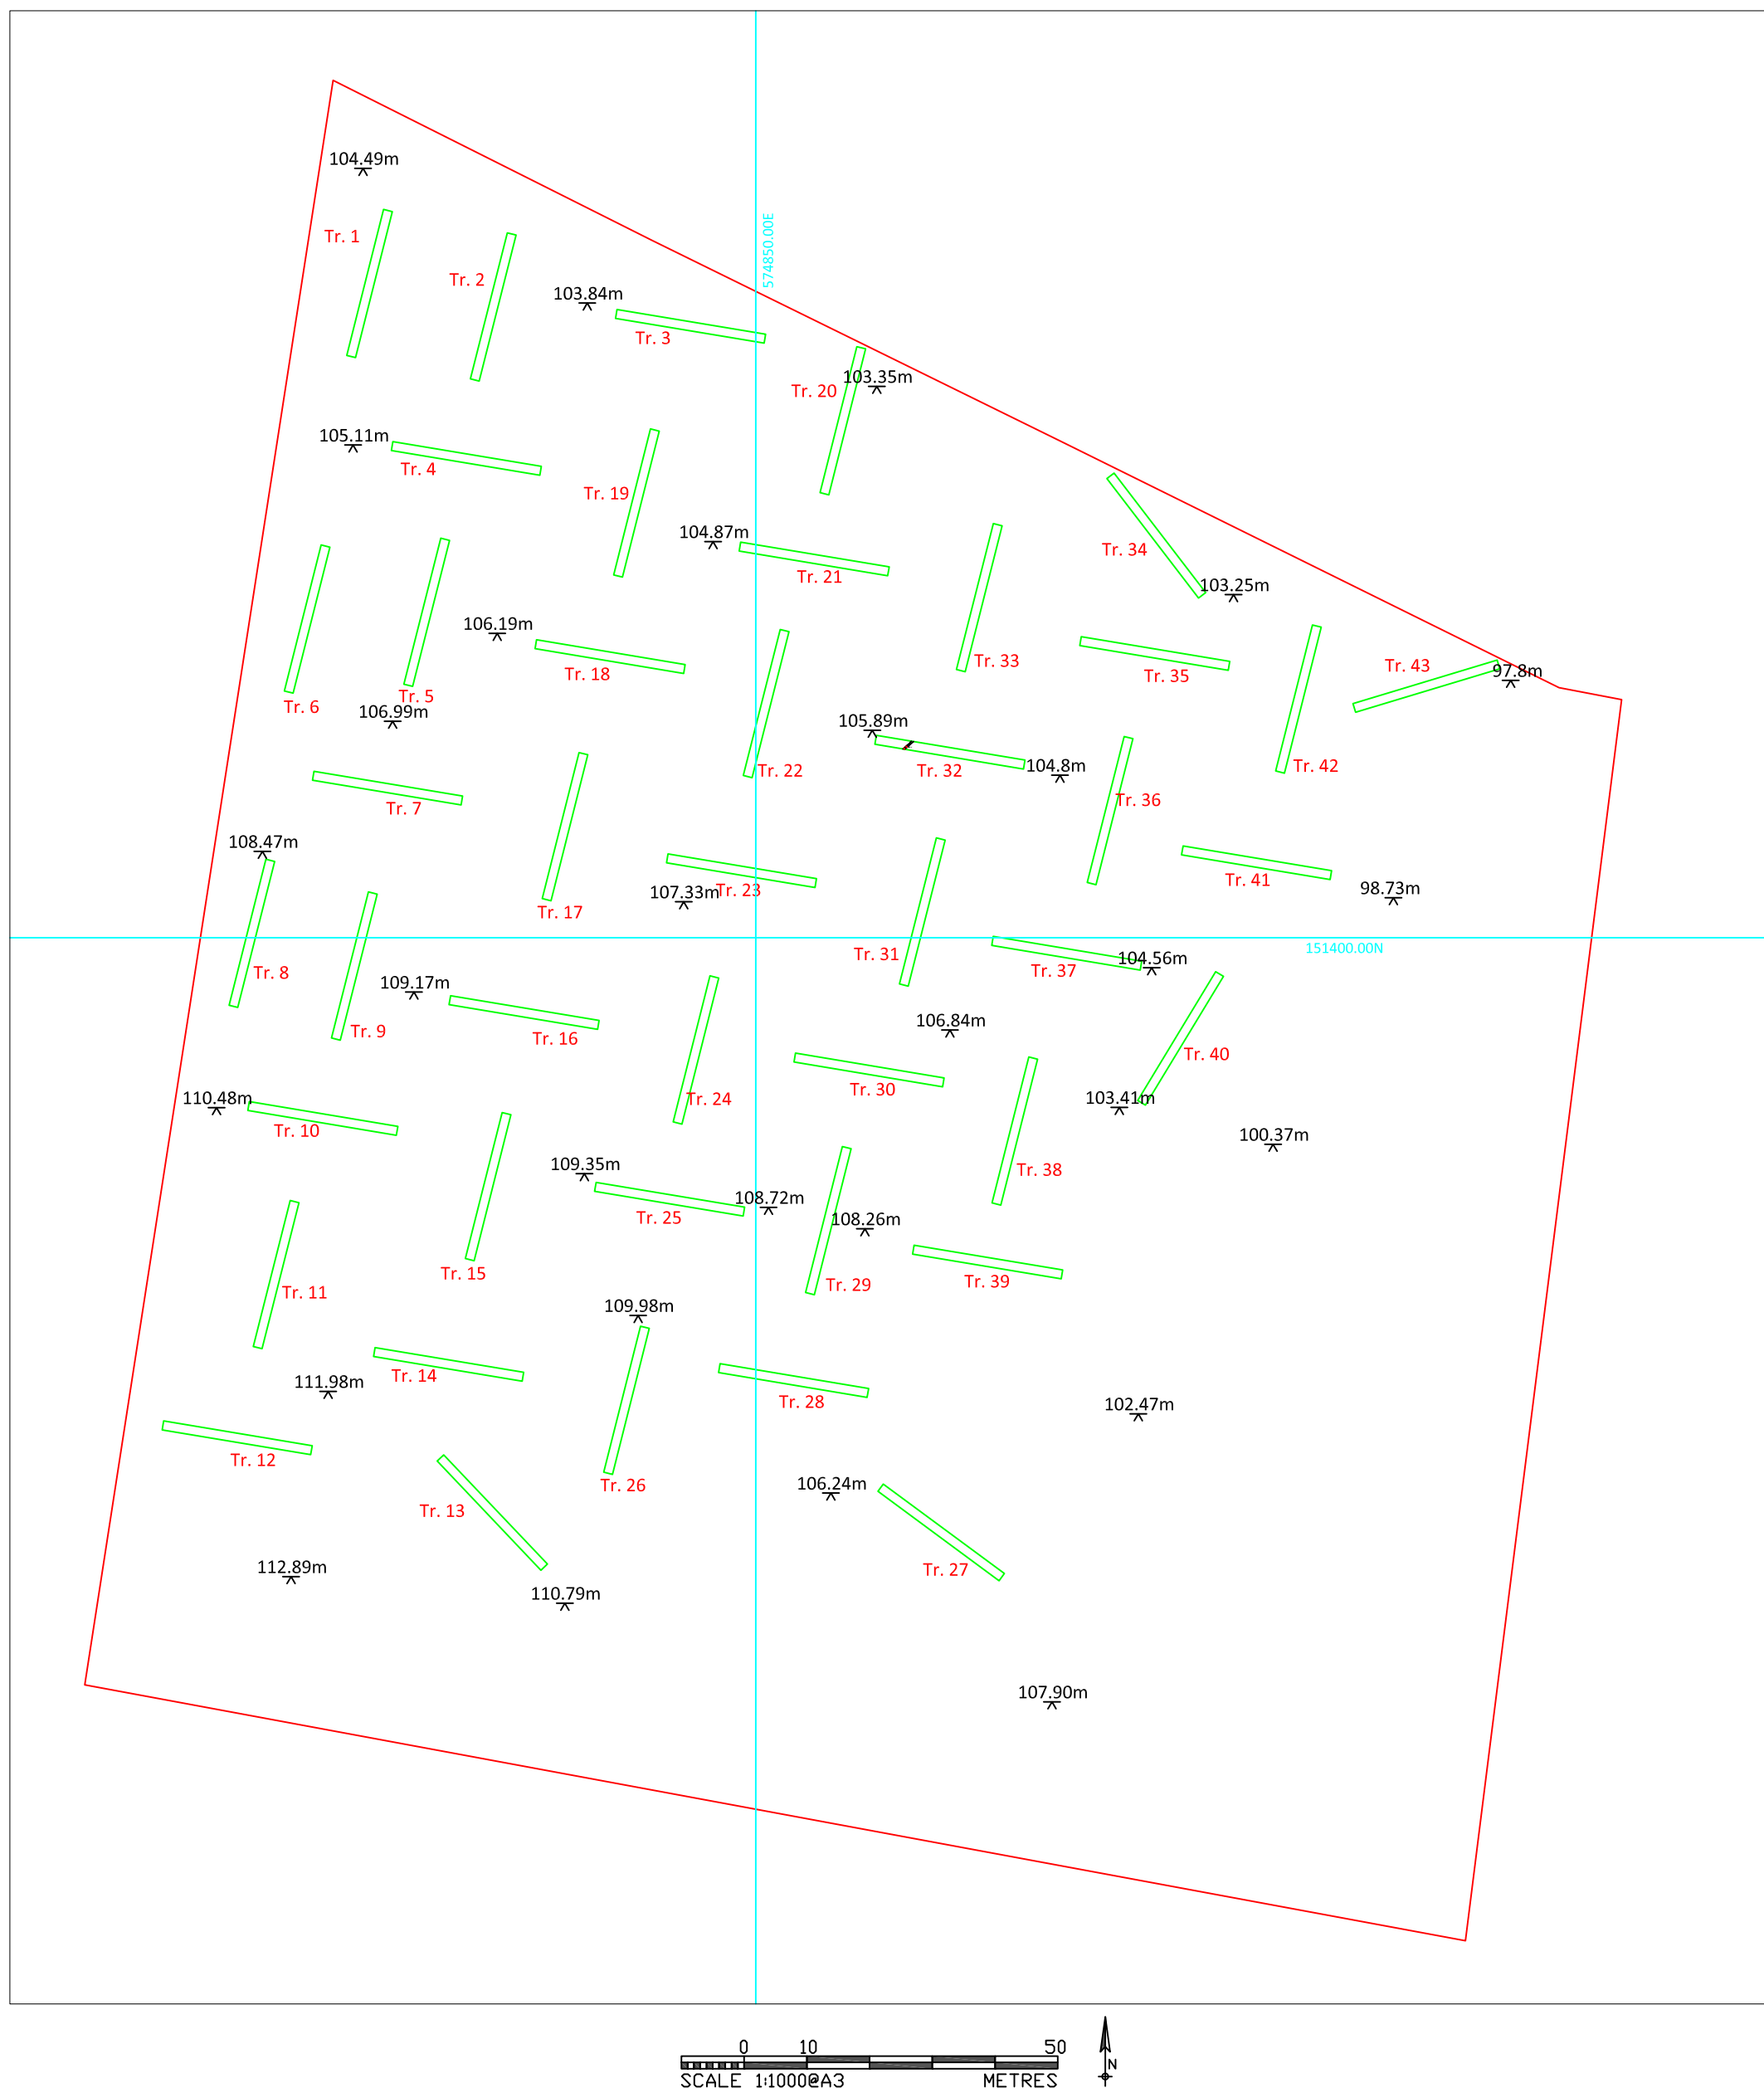 104.49m
574850.00E
Tr. 1
Tr. 2
103.84m
Tr. 3
103.35m
Tr. 20
105.11m
Tr. 4
Tr. 19
104.87m
Tr. 34
Tr. 21
103.25m
106.19m
Tr. 33
Tr. 43
97.8m
Tr. 18
Tr. 35
Tr. 5
Tr. 6
106.99m
105.89m
104.8m
Tr. 42
Tr. 22
Tr. 32
Tr. 36
Tr. 7
108.47m
Tr. 41
98.73m
Tr. 23
107.33m
Tr. 17
151400.00N
Tr. 31
104.56m
Tr. 8
Tr. 37
109.17m
106.84m
Tr. 9
Tr. 16
Tr. 40
Tr. 30
110.48m
Tr. 24
103.41m
Tr. 10
100.37m
109.35m
Tr. 38
108.72m
Tr. 25
108.26m
Tr. 15
Tr. 39
Tr. 29
Tr. 11
109.98m
Tr. 14
111.98m
Tr. 28
102.47m
Tr. 12
Tr. 26
106.24m
Tr. 13
112.89m
Tr. 27
110.79m
107.90m
0 10 50
N
SCALE 1:1000@A3 METRES